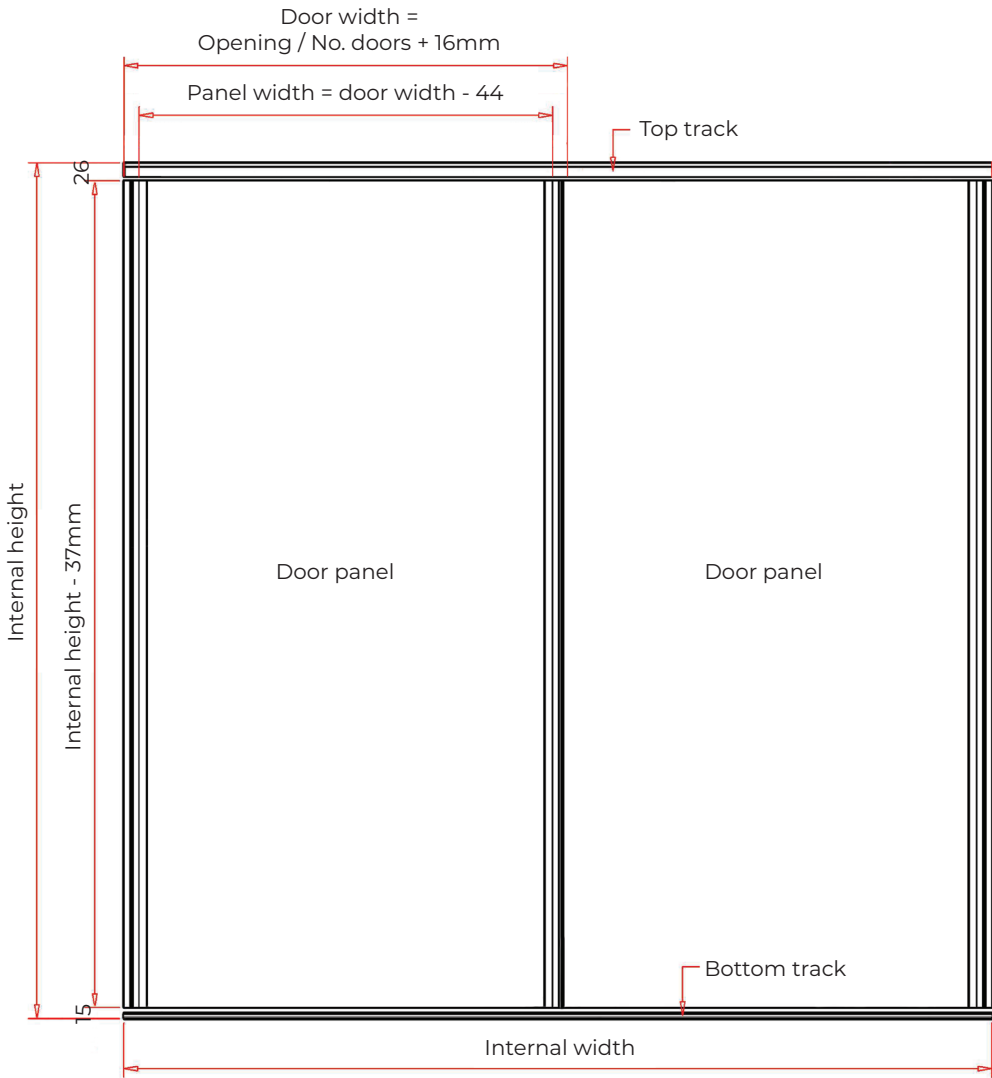 Door width =
Opening / No. doors + 16mm
Panel width = door width - 44
Top track
26
Internal height
Internal height - 37mm
Door panel
Door panel
Bottom track
15
Internal width